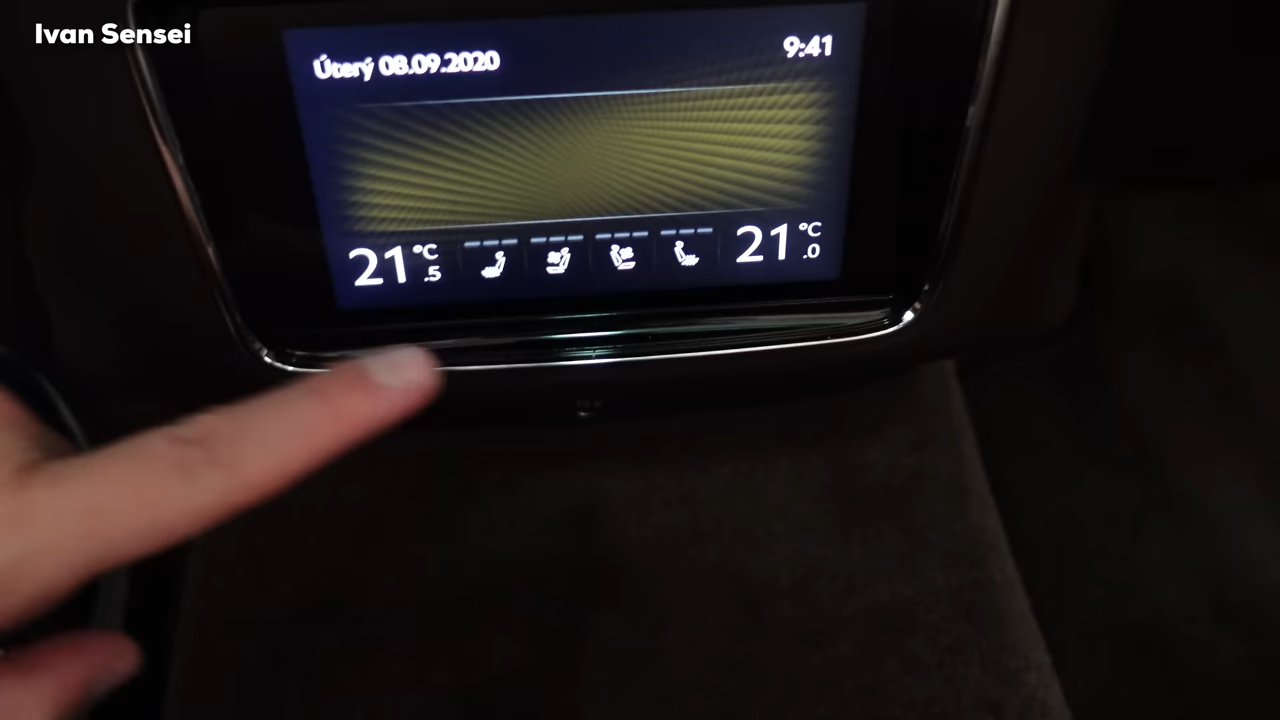 Ivan Sensei
Úterý 08.09.2020
9:41
21 °C .5
21 °C .0